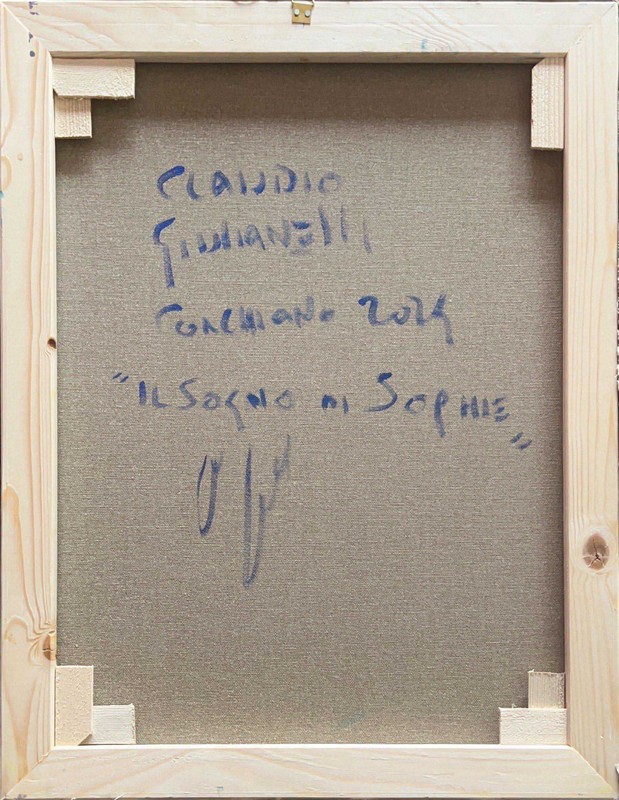 CLAUDIO
GIULIANELLI
CORCHIANO 2024
"IL SOGNO DI SOPHIE"